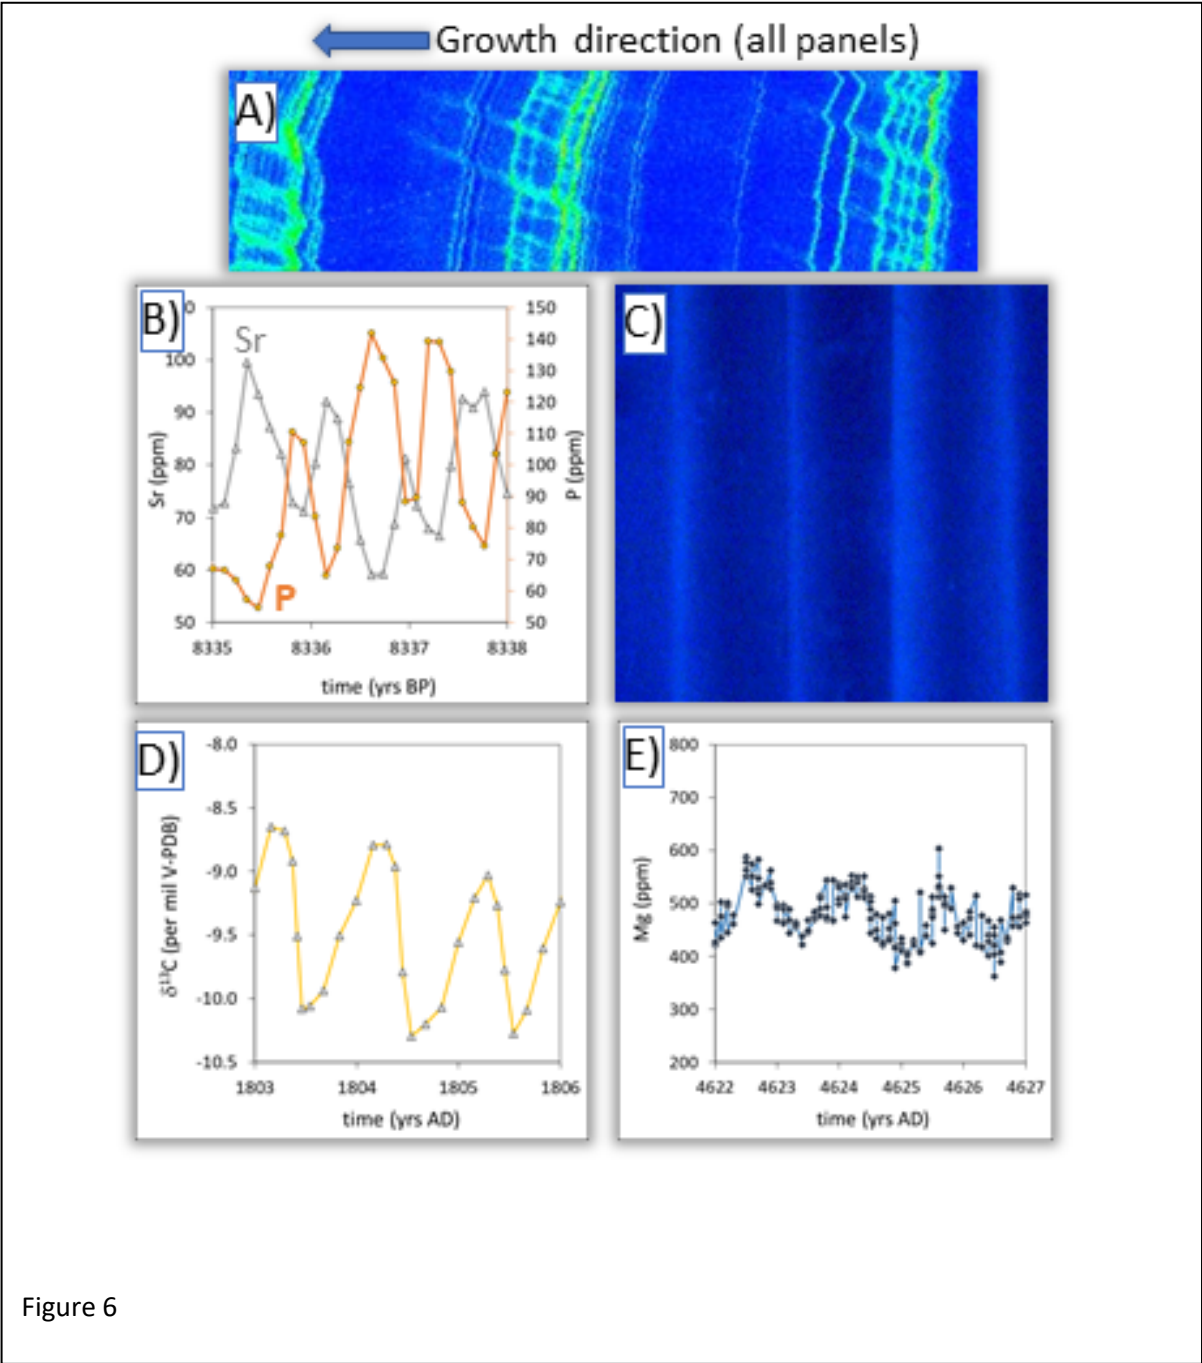 Growth direction (all panels)
A)
B)
Sr
P
0
100
90
80
70
60
50
Sr (ppm)
150
140
130
120
110
100
90
80
70
60
50
P (ppm)
8335 8336 8337 8338
time (yrs BP)
C)
D)
-8.0
-8.5
-9.0
-9.5
-10.0
-10.5
δ¹³C (per mil V-PDB)
1803 1804 1805 1806
time (yrs AD)
E)
800
700
600
500
400
300
200
Mg (ppm)
4622 4623 4624 4625 4626 4627
time (yrs AD)
Figure 6